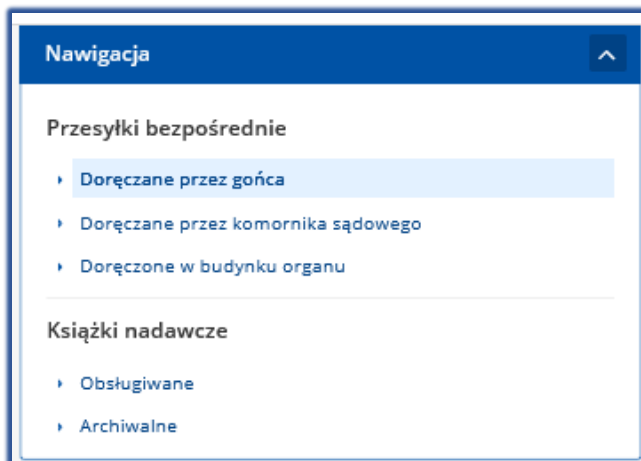 Nawigacja
Przesyłki bezpośrednie
Doręczane przez gońca
Doręczane przez komornika sądowego
Doręczone w budynku organu
Książki nadawcze
Obsługiwane
Archiwalne